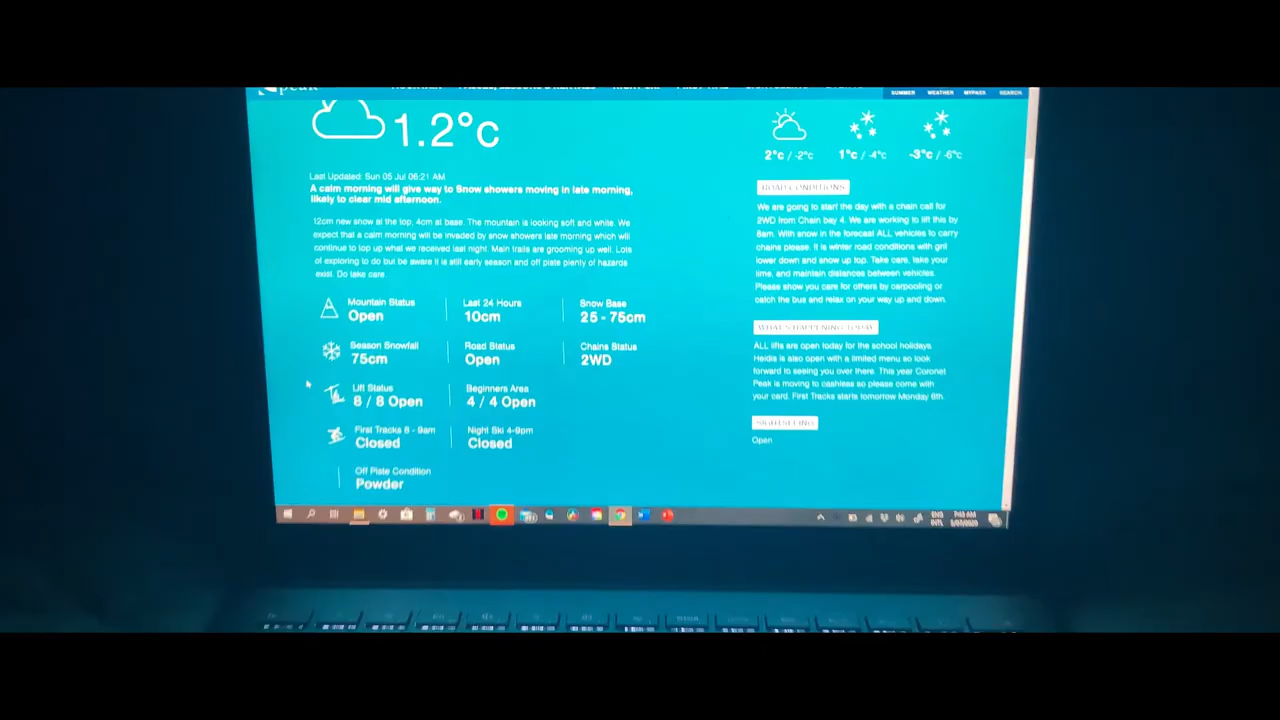 peak
SUMMER WEATHER MYPASS SEARCH
1.2°c
2°c / -2°c 1°c / -4°c -3°c / -6°c
Last Updated: Sun 05 Jul 06:21 AM
A calm morning will give way to Snow showers moving in late morning,
likely to clear mid afternoon.
12cm new snow at the top, 4cm at base. The mountain is looking soft and white. We
expect that a calm morning will be invaded by snow showers late morning which will
continue to top up what we received last night. Main trails are grooming up well. Lots
of exploring to do but be aware it is still early season and off piste plenty of hazards
exist. Do take care.
Mountain Status Last 24 Hours Snow Base
Open 10cm 25 - 75cm
Season Snowfall Road Status Chains Status
75cm Open 2WD
Lift Status Beginners Area
8 / 8 Open 4 / 4 Open
First Tracks 8 - 9am Night Ski 4-9pm
Closed Closed
Off Piste Condition
Powder
ROAD CONDITIONS
We are going to start the day with a chain call for
2WD from Chain bay 4. We are working to lift this by
8am. With snow in the forecast ALL vehicles to carry
chains please. It is winter road conditions with grit
lower down and snow up top. Take care, take your
time, and maintain distances between vehicles.
Please show you care for others by carpooling or
catch the bus and relax on your way up and down.
WHAT'S HAPPENING TODAY
ALL lifts are open today for the school holidays.
Heidis is also open with a limited menu so look
forward to seeing you over there. This year Coronet
Peak is moving to cashless so please come with
your card. First Tracks starts tomorrow Monday 6th.
SIGHTSEEING
Open
ENG 7:43 AM
INTL 5/07/2020